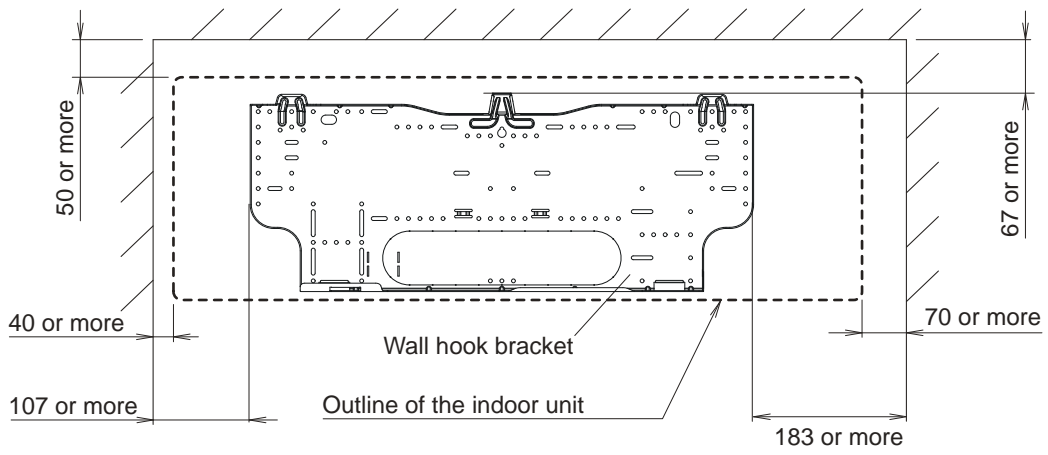 50 or more
67 or more
40 or more
70 or more
Wall hook bracket
107 or more
Outline of the indoor unit
183 or more